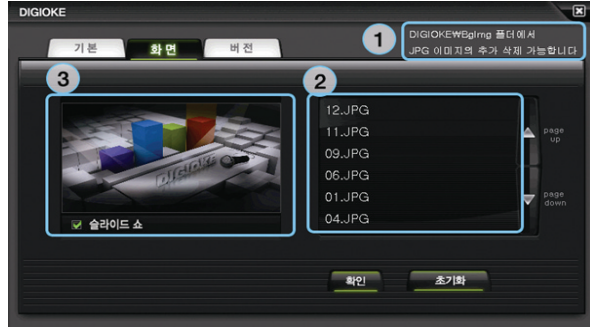 DIGIOKE
기본
화면
버전
1
DIGIOKE₩BgImg 폴더에서
JPG 이미지의 추가 삭제 가능합니다
3
2
DIGIOKE
슬라이드 쇼
12.JPG
11.JPG
09.JPG
06.JPG
01.JPG
04.JPG
page
up
page
down
확인
초기화